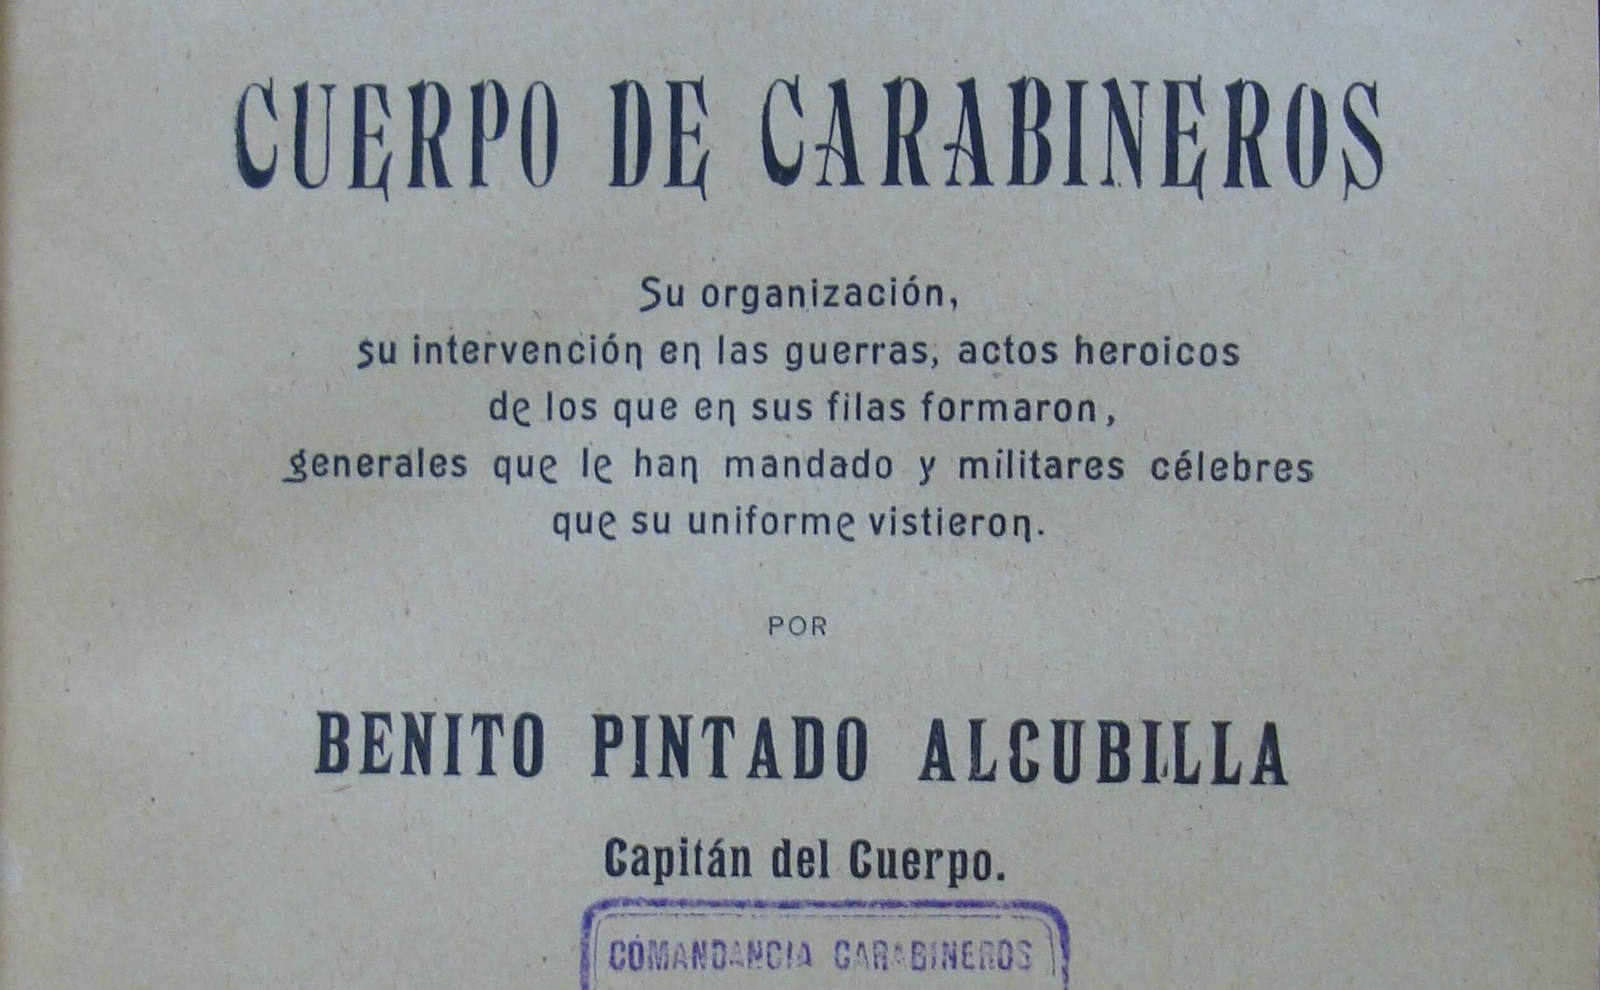 CUERPO DE CARABINEROS
Su organización,
su intervención en las guerras, actos heroicos
de los que en sus filas formaron,
generales que le han mandado y militares célebres
que su uniforme vistieron.
POR
BENITO PINTADO ALCUBILLA
Capitán del Cuerpo.
COMANDANCIA CARABINEROS